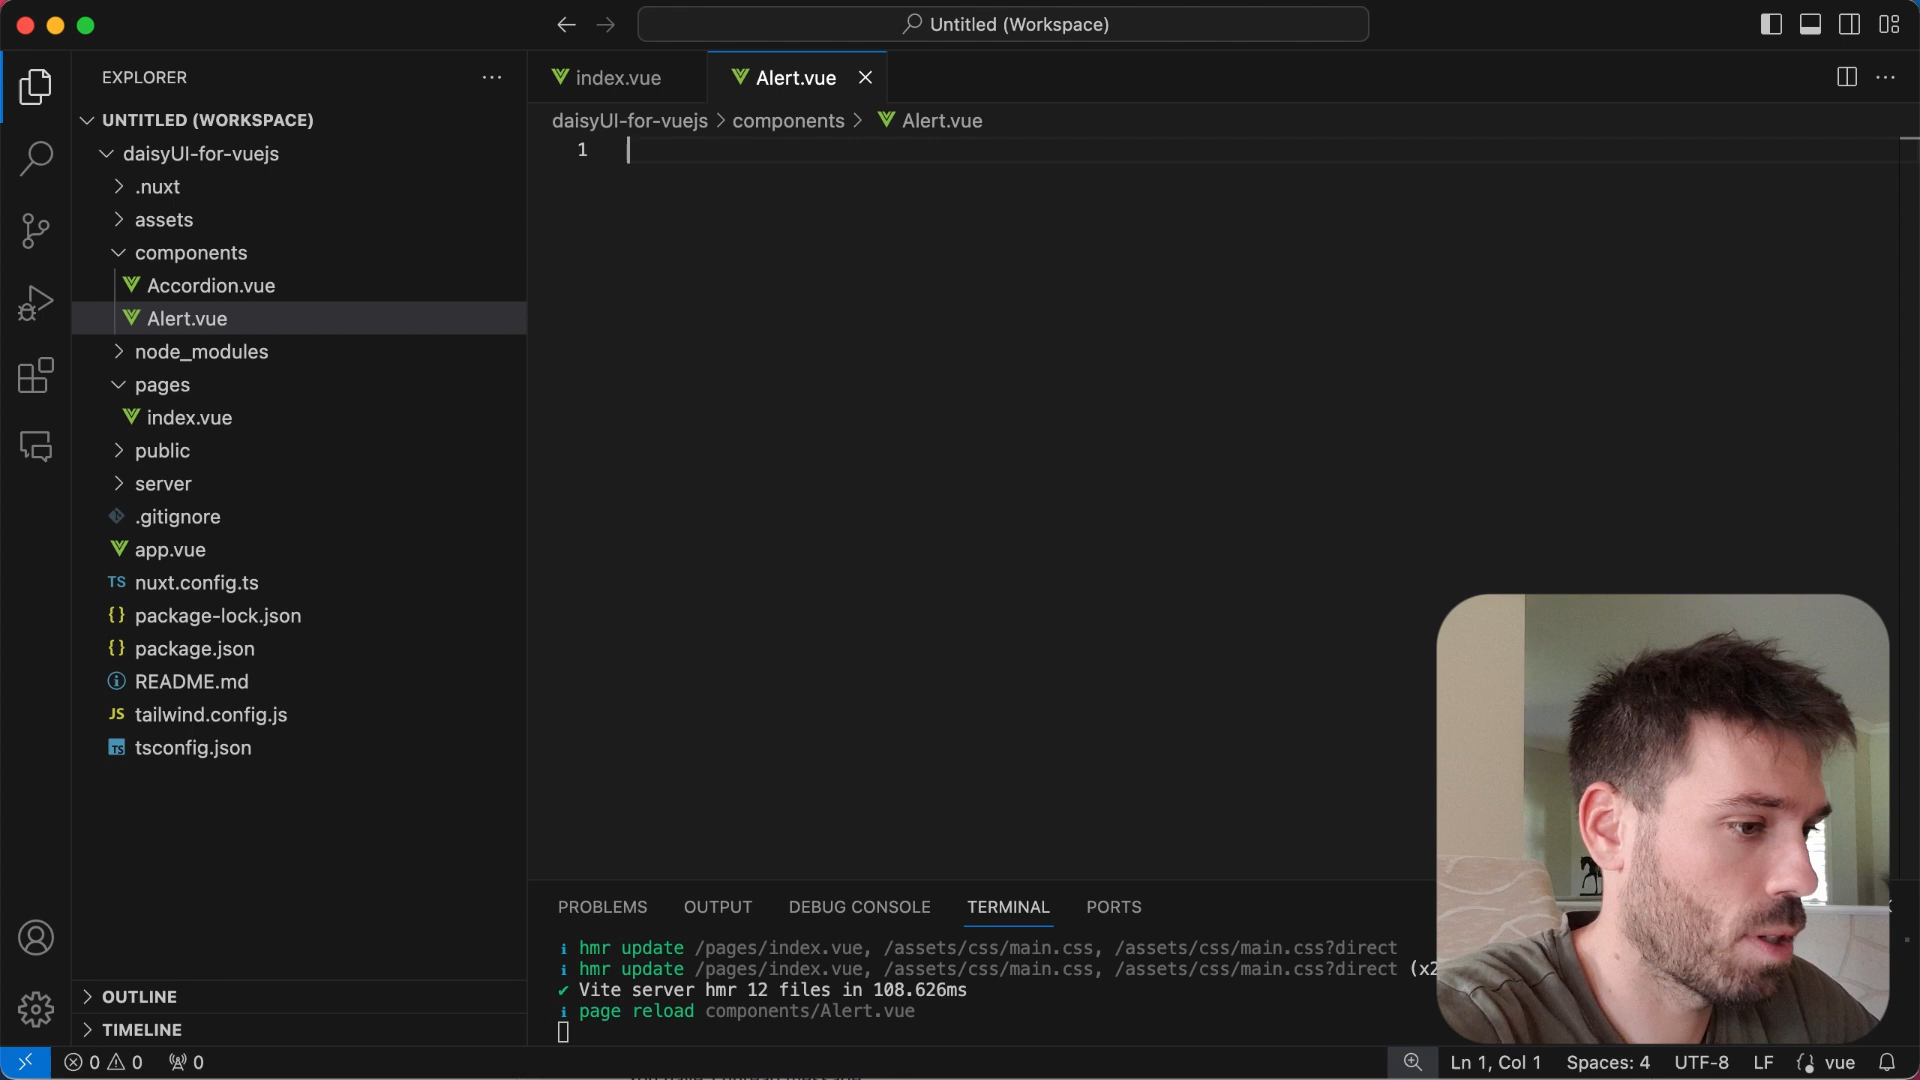 Untitled (Workspace)
EXPLORER
index.vue
Alert.vue
UNTITLED (WORKSPACE)
daisyUI-for-vuejs > components > Alert.vue
daisyUI-for-vuejs
1
.nuxt
assets
components
Accordion.vue
Alert.vue
node_modules
pages
index.vue
public
server
.gitignore
app.vue
TS nuxt.config.ts
{} package-lock.json
{} package.json
README.md
JS tailwind.config.js
TS tsconfig.json
OUTLINE
TIMELINE
PROBLEMS OUTPUT DEBUG CONSOLE TERMINAL PORTS
i hmr update /pages/index.vue, /assets/css/main.css, /assets/css/main.css?direct
i hmr update /pages/index.vue, /assets/css/main.css, /assets/css/main.css?direct (x2
✔ Vite server hmr 12 files in 108.626ms
i page reload components/Alert.vue
0 0 0
Ln 1, Col 1 Spaces: 4 UTF-8 LF vue